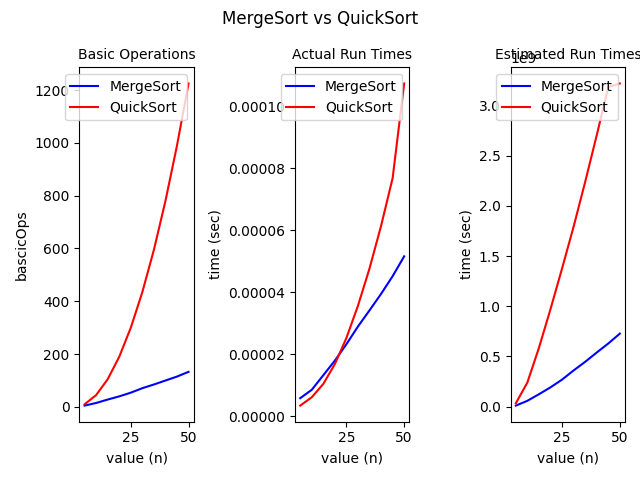 MergeSort vs QuickSort
Basic Operations
MergeSort
QuickSort
bascicOps
1200
1000
800
600
400
200
0
25
50
value (n)
Actual Run Times
MergeSort
QuickSort
time (sec)
0.00010
0.00008
0.00006
0.00004
0.00002
0.00000
25
50
value (n)
Estimated Run Times
1e9
MergeSort
QuickSort
time (sec)
3.0
2.5
2.0
1.5
1.0
0.5
0.0
25
50
value (n)